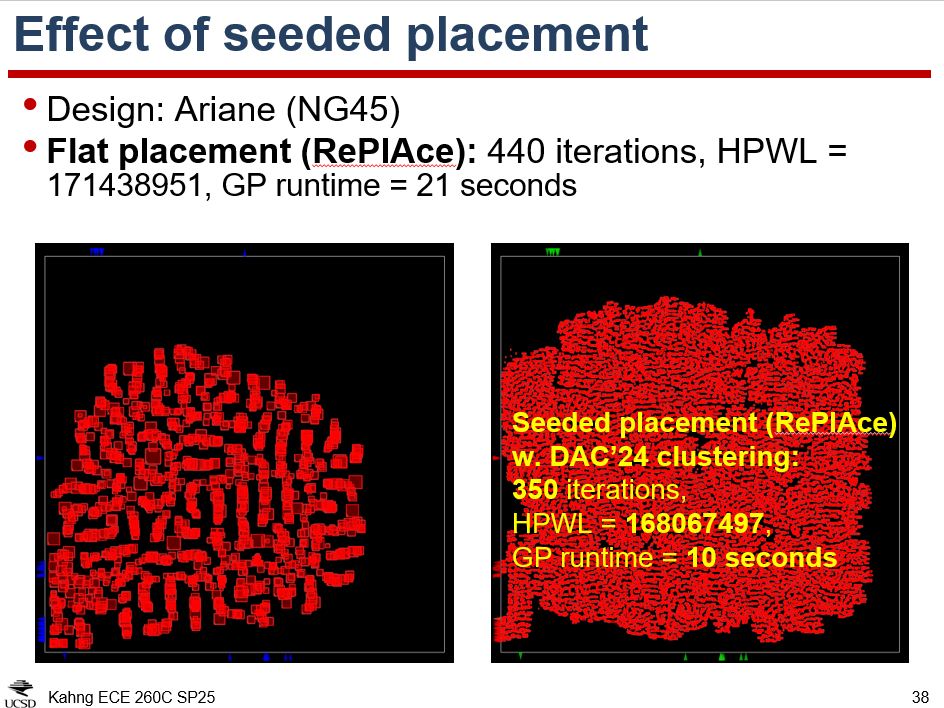 Effect of seeded placement
• Design: Ariane (NG45)
• Flat placement (RePlAce): 440 iterations, HPWL =
171438951, GP runtime = 21 seconds
Seeded placement (RePlAce)
w. DAC’24 clustering:
350 iterations,
HPWL = 168067497,
GP runtime = 10 seconds
UCSD
Kahng ECE 260C SP25
38